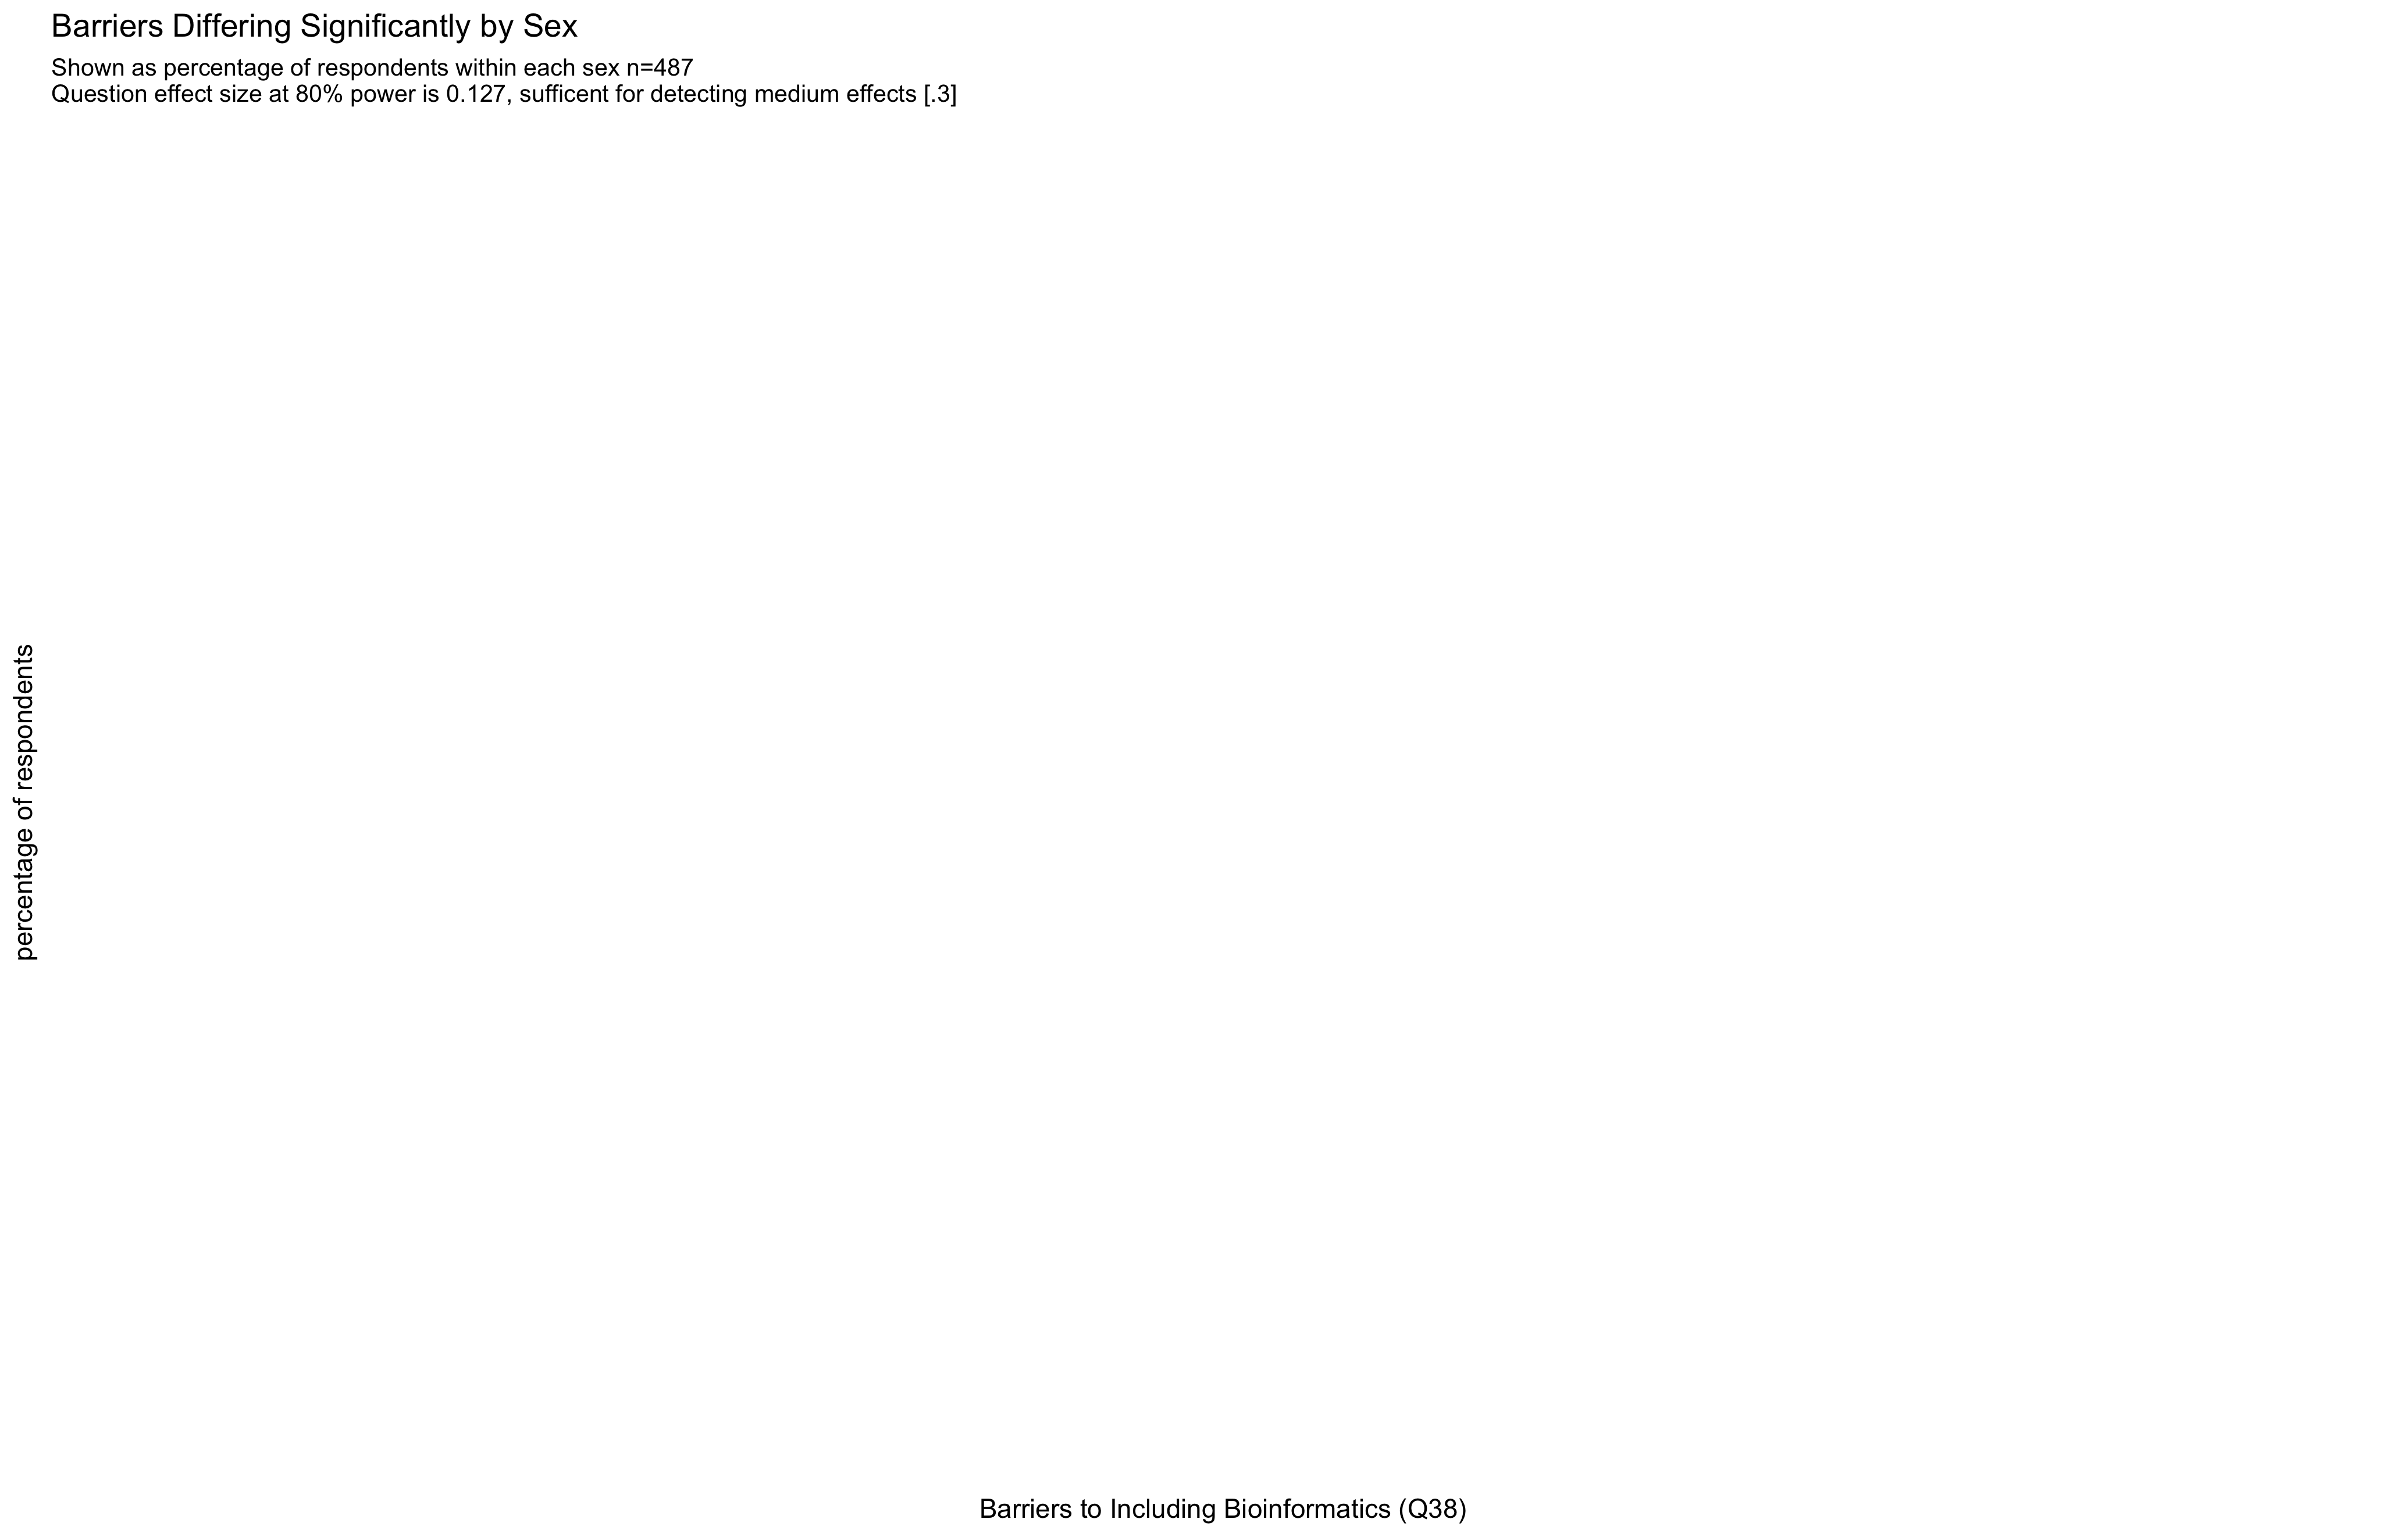 Barriers Differing Significantly by Sex
Shown as percentage of respondents within each sex n=487
Question effect size at 80% power is 0.127, sufficent for detecting medium effects [.3]
percentage of respondents
Barriers to Including Bioinformatics (Q38)